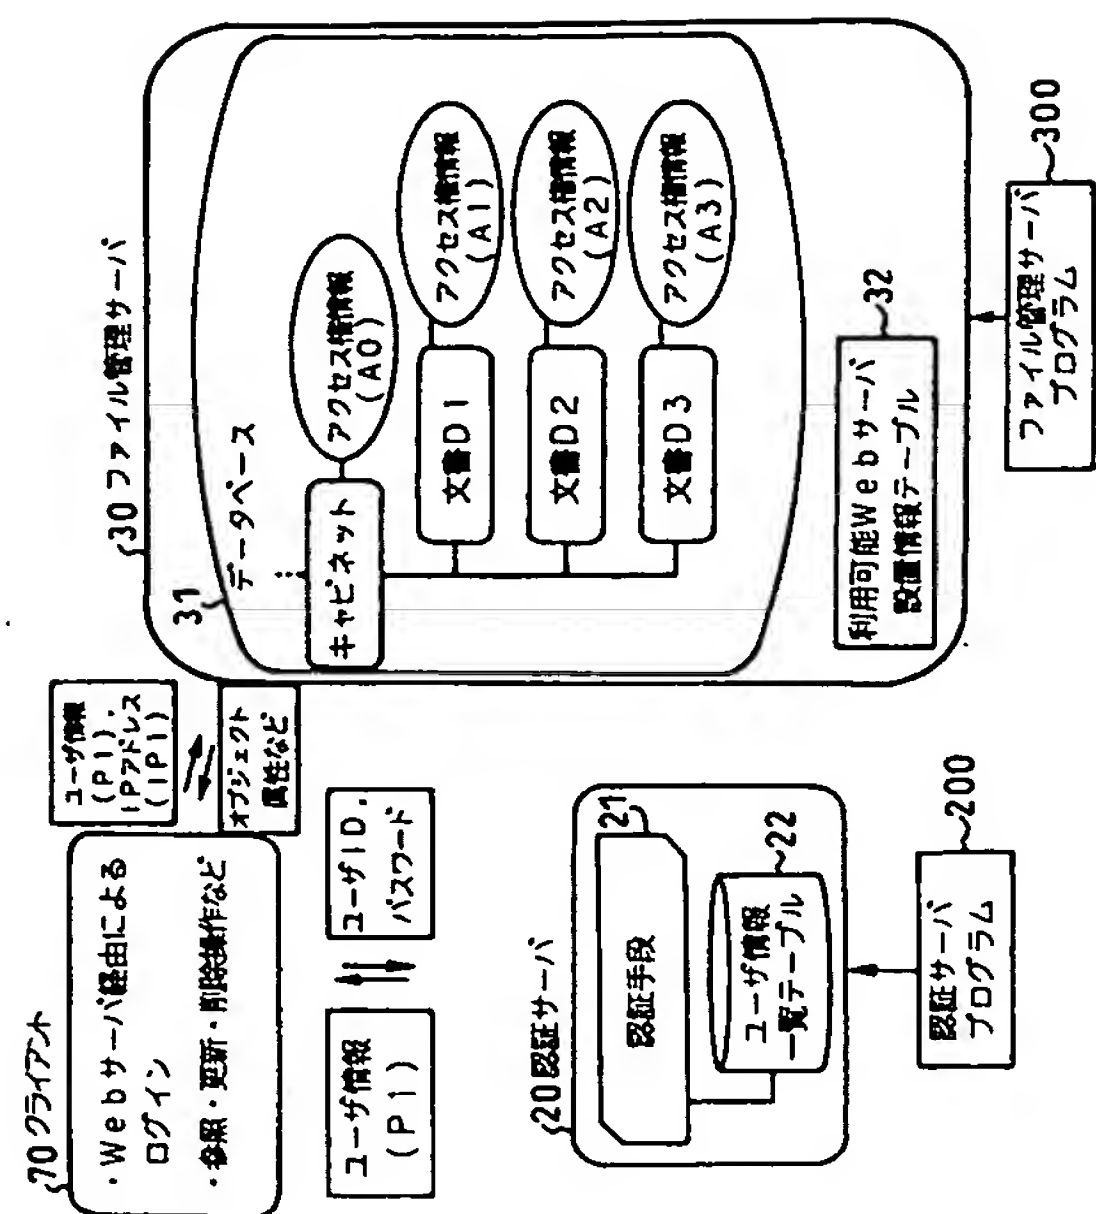 70クライアント
・Webサーバ経由による
ログイン
・参照・更新・削除操作など
ユーザ情報
(P1),
IPアドレス
(IP1)
オブジェクト
属性など
ユーザ情報
(P1)
ユーザID,
パスワード
20認証サーバ
認証手段
21
ユーザ情報
一覧テーブル
22
認証サーバ
プログラム
200
30ファイル管理サーバ
31
データベース
キャビネット
アクセス権情報
(A0)
文書D1
アクセス権情報
(A1)
文書D2
アクセス権情報
(A2)
文書D3
アクセス権情報
(A3)
利用可能Webサーバ
設置情報テーブル
32
ファイル管理サーバ
プログラム
300